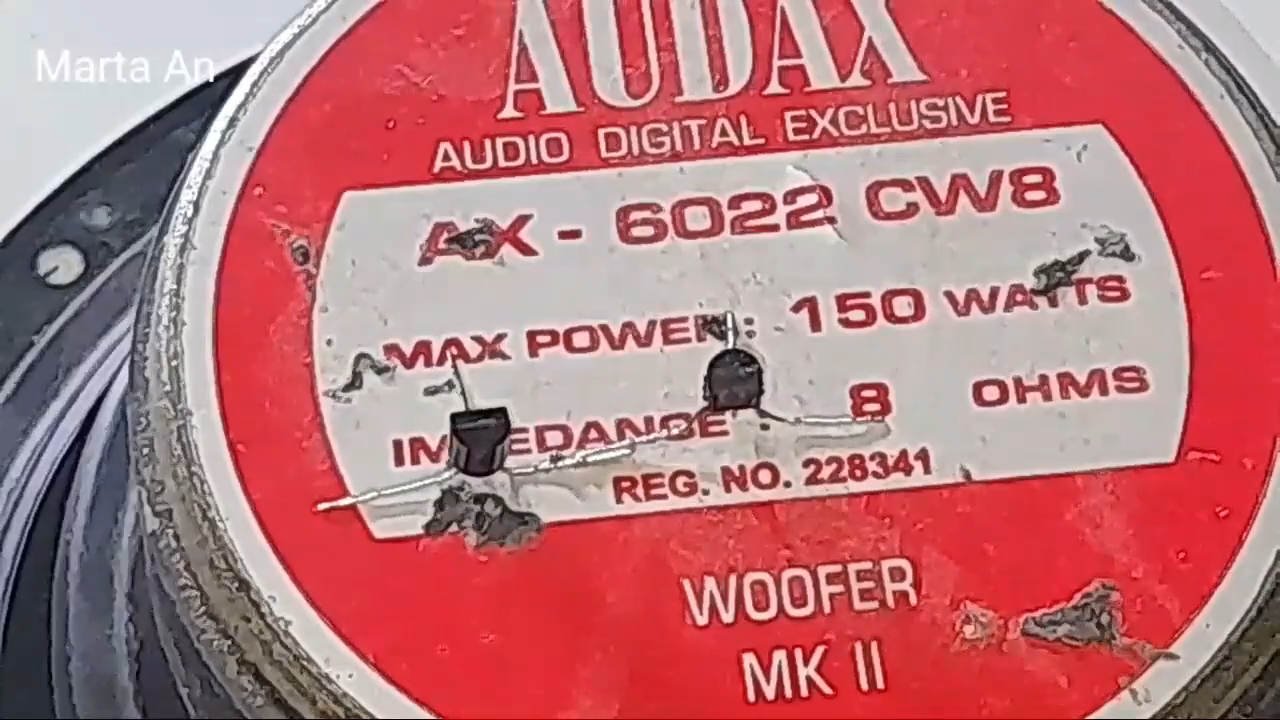 Marta An
AUDAX
AUDIO DIGITAL EXCLUSIVE
AX - 6022 CW8
MAX POWER : 150 WATTS
IMPEDANCE : 8 OHMS
REG. NO. 228341
WOOFER
MK II